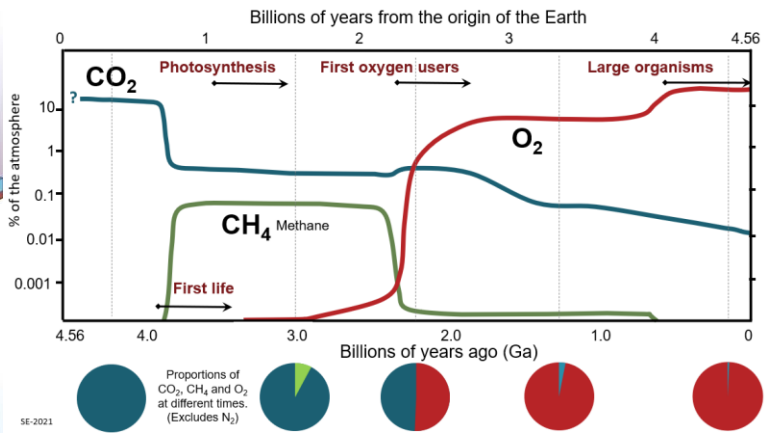 Billions of years from the origin of the Earth
0 1 2 3 4 4.56
Photosynthesis First oxygen users Large organisms
CO2
?
10
1
0.1
0.01
0.001
% of the atmosphere
O2
CH4 Methane
First life
4.56 4.0 3.0 2.0 1.0 0
Billions of years ago (Ga)
Proportions of
CO2, CH4 and O2
at different times.
(Excludes N2)
SE-2021